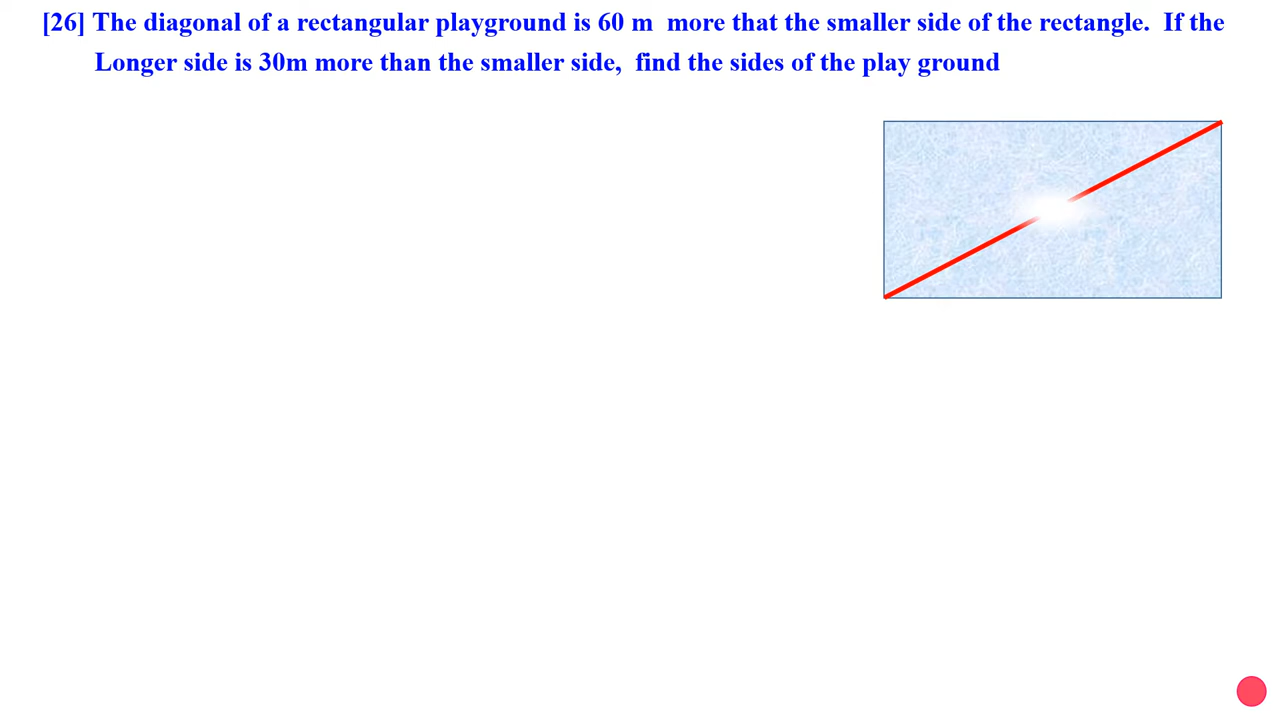 [26] The diagonal of a rectangular playground is 60 m more that the smaller side of the rectangle. If the
Longer side is 30m more than the smaller side, find the sides of the play ground